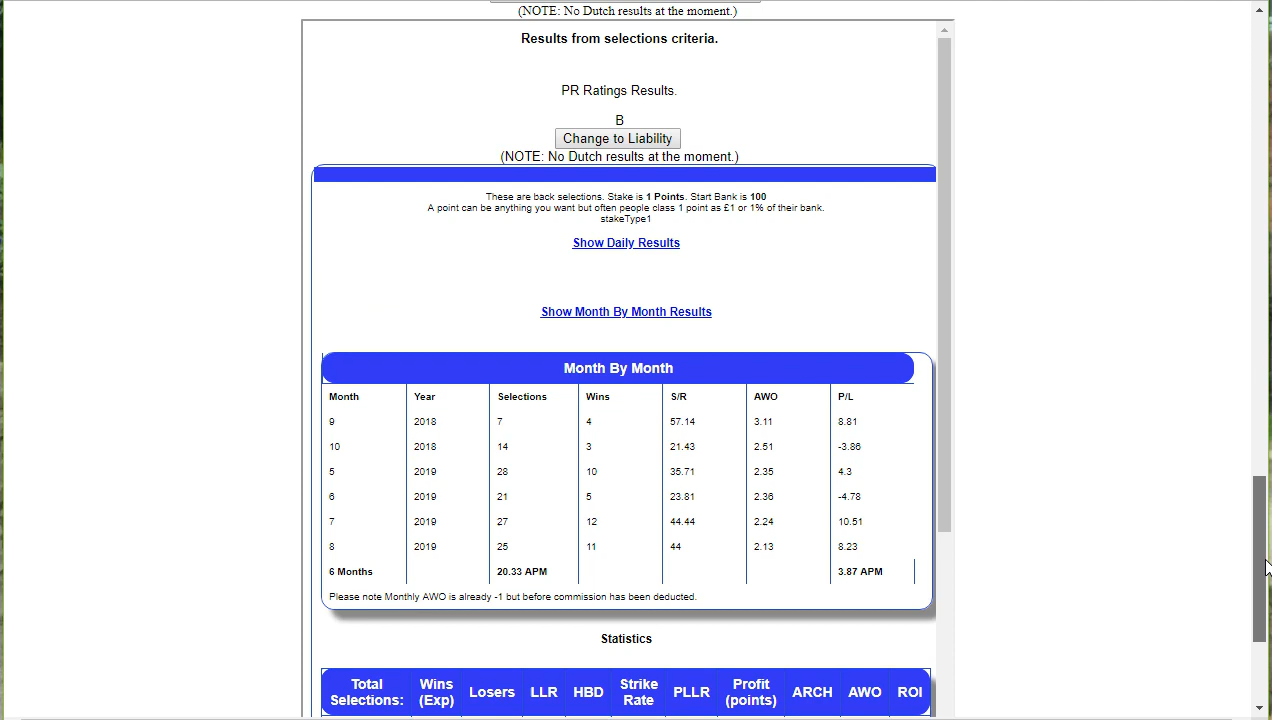 (NOTE: No Dutch results at the moment.)
Results from selections criteria.
PR Ratings Results.
B
Change to Liability
(NOTE: No Dutch results at the moment.)
These are back selections. Stake is 1 Points. Start Bank is 100
A point can be anything you want but often people class 1 point as £1 or 1% of their bank.
stakeType1
Show Daily Results
Show Month By Month Results
Month By Month
Month Year Selections Wins S/R AWO P/L
9 2018 7 4 57.14 3.11 8.81
10 2018 14 3 21.43 2.51 -3.86
5 2019 28 10 35.71 2.35 4.3
6 2019 21 5 23.81 2.36 -4.78
7 2019 27 12 44.44 2.24 10.51
8 2019 25 11 44 2.13 8.23
6 Months 20.33 APM 3.87 APM
Please note Monthly AWO is already -1 but before commission has been deducted.
Statistics
Total Selections: Wins (Exp) Losers LLR HBD Strike Rate PLLR Profit (points) ARCH AWO ROI